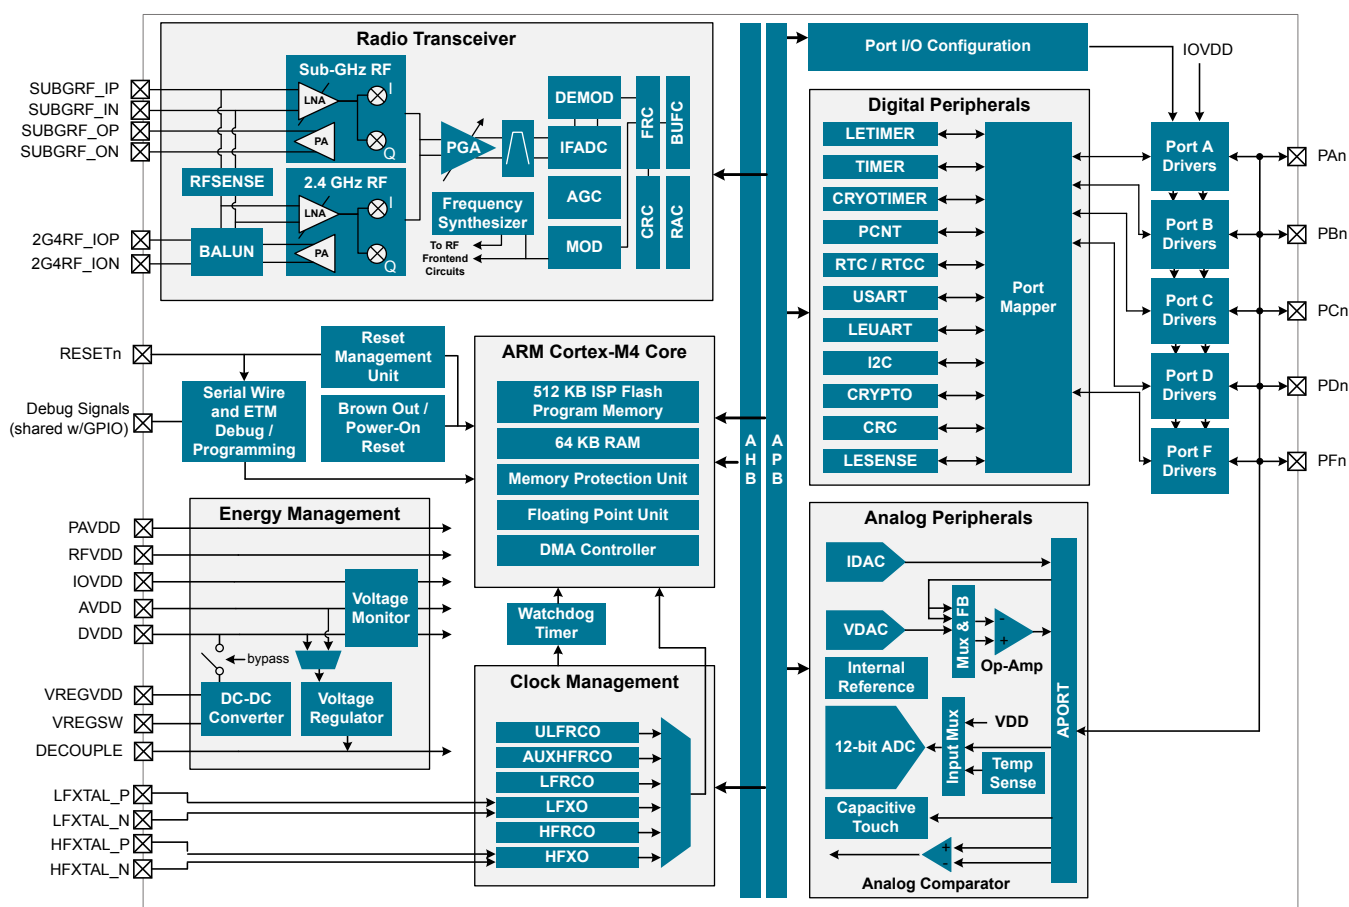 Radio Transceiver
SUBGRF_IP
SUBGRF_IN
SUBGRF_OP
SUBGRF_ON
2G4RF_IOP
2G4RF_ION
Sub-GHz RF
LNA
I
PA
Q
RFSENSE
2.4 GHz RF
LNA
I
PA
Q
BALUN
PGA
Frequency
Synthesizer
To RF
Frontend
Circuits
DEMOD
IFADC
AGC
MOD
FRC
BUFC
CRC
RAC
RESETn
Debug Signals
(shared w/GPIO)
Reset
Management
Unit
Serial Wire
and ETM
Debug /
Programming
Brown Out /
Power-On
Reset
ARM Cortex-M4 Core
512 KB ISP Flash
Program Memory
64 KB RAM
Memory Protection Unit
Floating Point Unit
DMA Controller
Watchdog
Timer
Energy Management
PAVDD
RFVDD
IOVDD
AVDD
DVDD
VREGVDD
VREGSW
DECOUPLE
Voltage
Monitor
bypass
DC-DC
Converter
Voltage
Regulator
Clock Management
LFXTAL_P
LFXTAL_N
HFXTAL_P
HFXTAL_N
ULFRCO
AUXHFRCO
LFRCO
LFXO
HFRCO
HFXO
AHB
APB
Port I/O Configuration
IOVDD
Digital Peripherals
LETIMER
TIMER
CRYOTIMER
PCNT
RTC / RTCC
USART
LEUART
I2C
CRYPTO
CRC
LESENSE
Port
Mapper
Port A
Drivers
Port B
Drivers
Port C
Drivers
Port D
Drivers
Port F
Drivers
PAn
PBn
PCn
PDn
PFn
Analog Peripherals
IDAC
VDAC
Mux & FB
-
+
Op-Amp
Internal
Reference
12-bit ADC
Input Mux
VDD
Temp
Sense
Capacitive
Touch
+
-
Analog Comparator
APORT